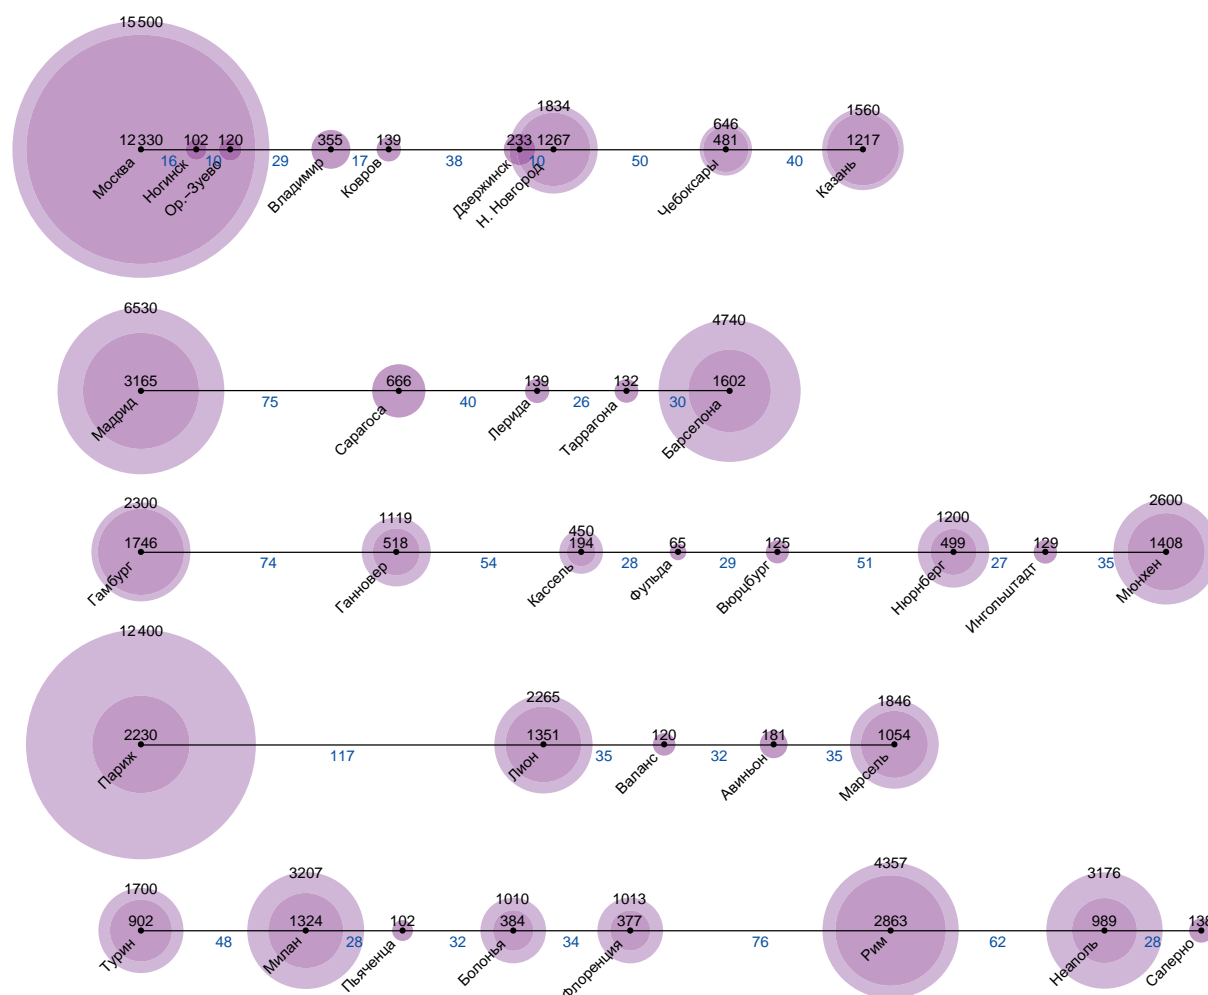 15 500
1834
646
1560
12 330 102 120 355 139 233 1267 481 1217
16 10 29 17 38 10 50 40
Москва Ногинск Ор.–Зуево Владимир Ковров Дзержинск Н. Новгород Чебоксары Казань
6530
4740
3165 666 139 132 1602
75 40 26 30
Мадрид Сарагоса Лерида Таррагона Барселона
2300 1119 450 1200 2600
1746 518 194 65 125 499 129 1408
74 54 28 29 51 27 35
Гамбург Ганновер Кассель Фульда Вюрцбург Нюрнберг Ингольштадт Мюнхен
12 400
2265 1846
2230 1351 120 181 1054
117 35 32 35
Париж Лион Валанс Авиньон Марсель
1700 3207 1010 1013 4357 3176
902 1324 102 384 377 2863 989 138
48 28 32 34 76 62 28
Турин Милан Пьяченца Болонья Флоренция Рим Неаполь Салерно